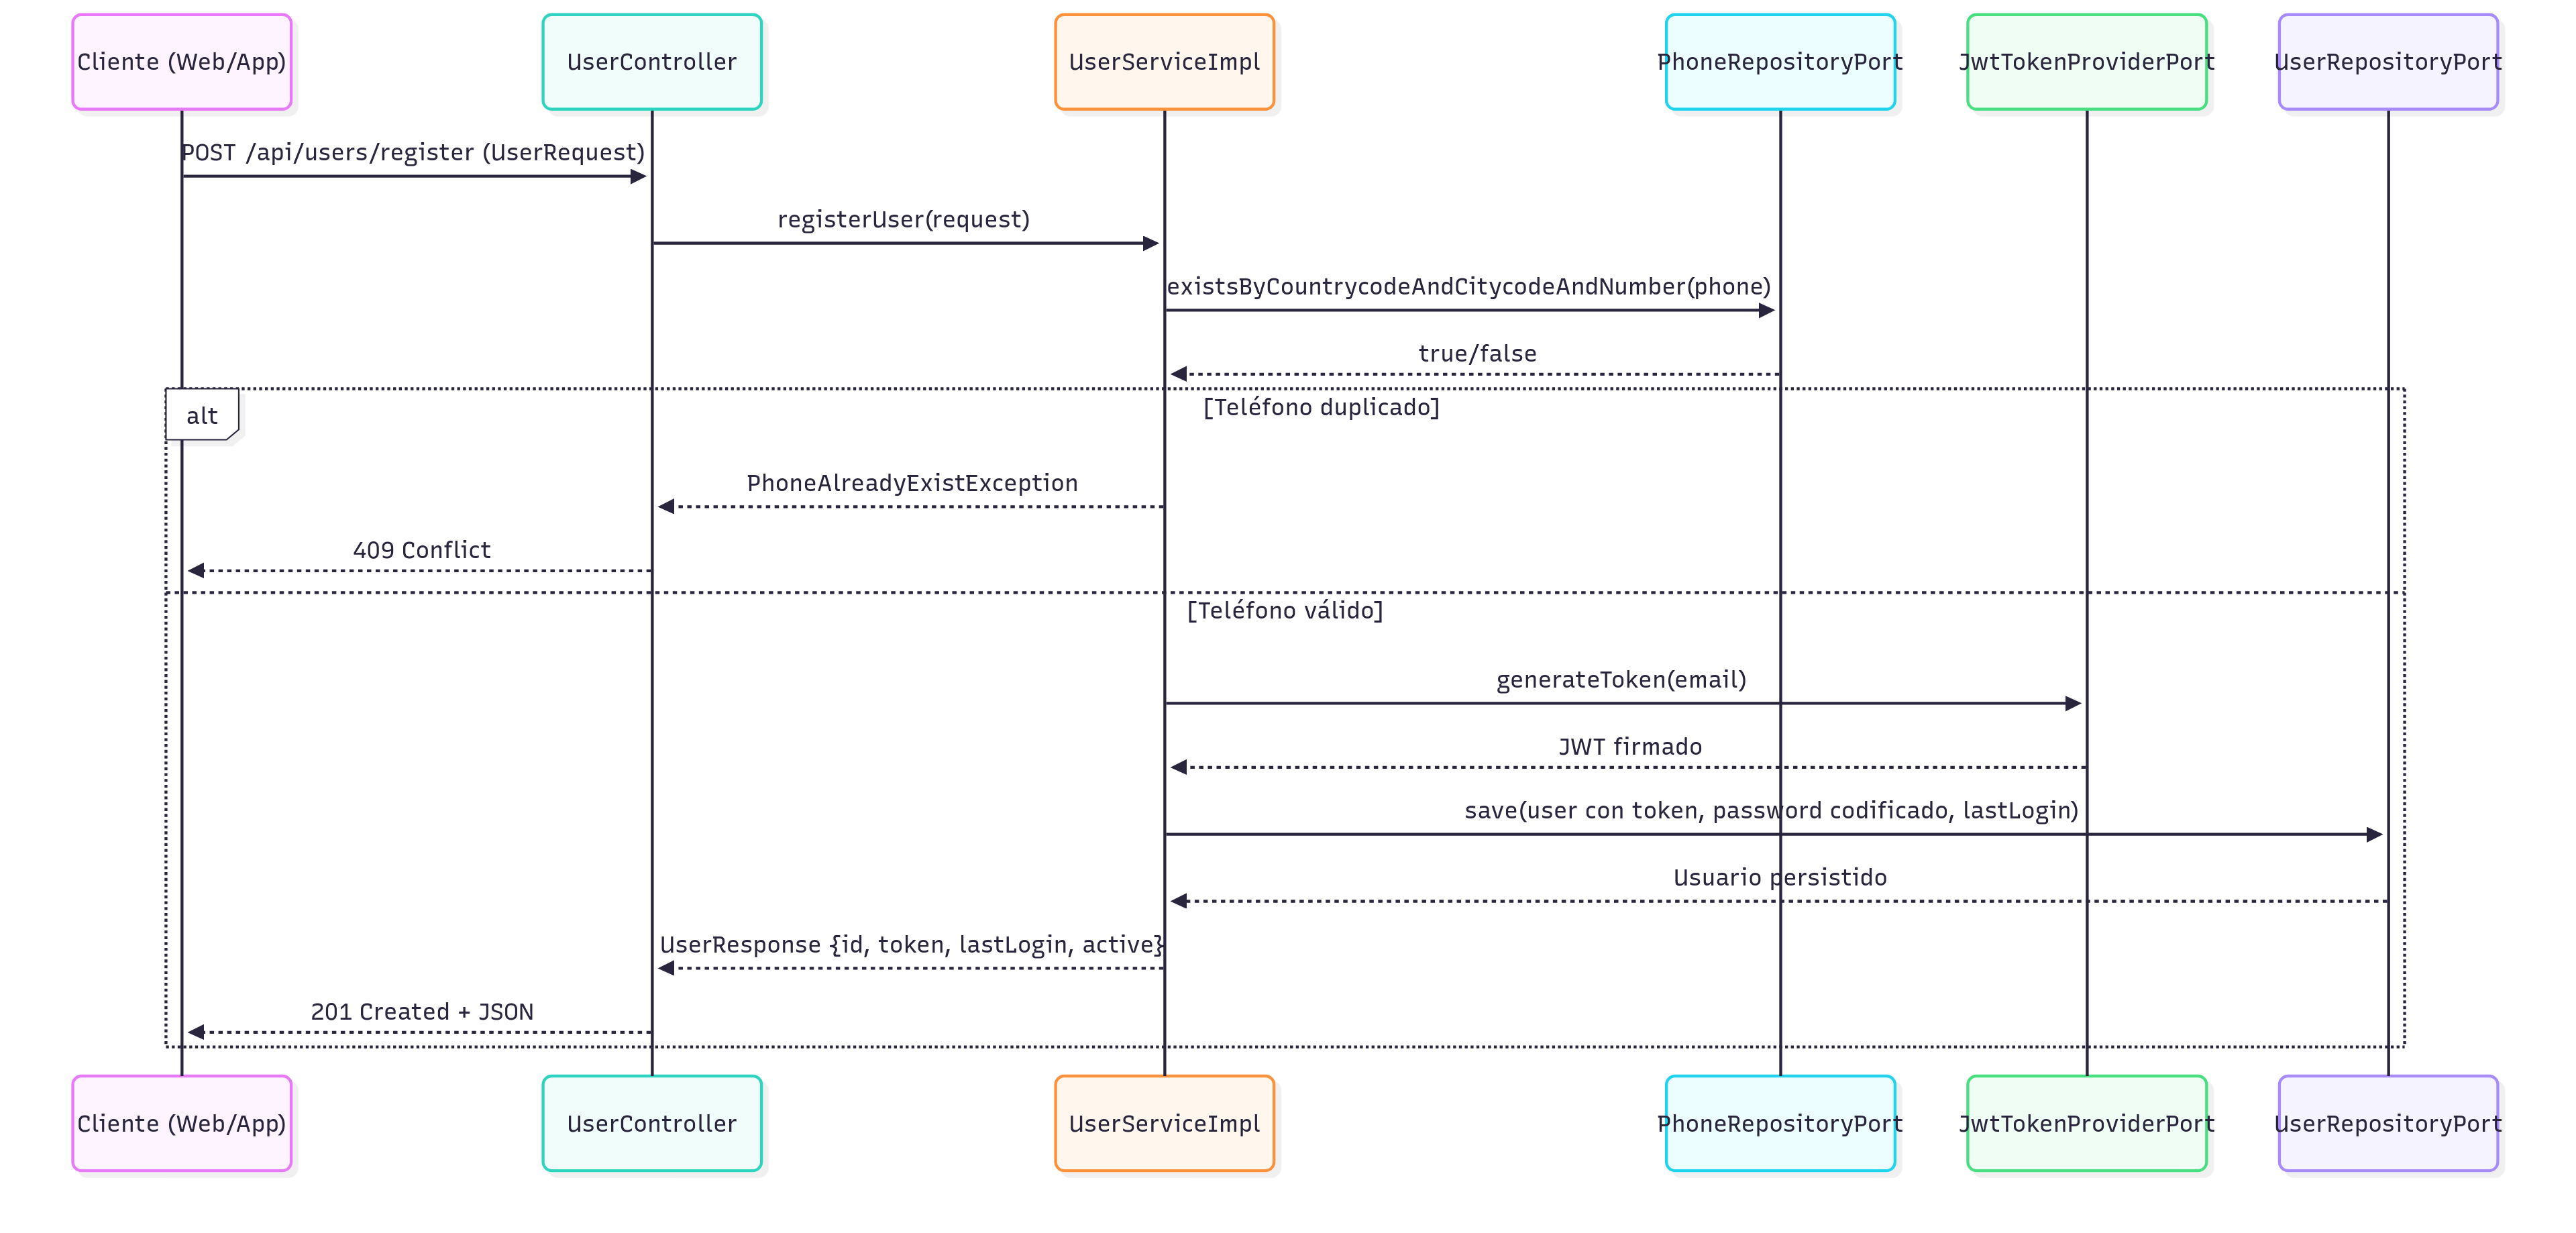 Cliente (Web/App)
UserController
UserServiceImpl
PhoneRepositoryPort
JwtTokenProviderPort
UserRepositoryPort
POST /api/users/register (UserRequest)
registerUser(request)
existsByCountrycodeAndCitycodeAndNumber(phone)
true/false
alt
[Teléfono duplicado]
PhoneAlreadyExistException
409 Conflict
[Teléfono válido]
generateToken(email)
JWT firmado
save(user con token, password codificado, lastLogin)
Usuario persistido
UserResponse {id, token, lastLogin, active}
201 Created + JSON
Cliente (Web/App)
UserController
UserServiceImpl
PhoneRepositoryPort
JwtTokenProviderPort
UserRepositoryPort